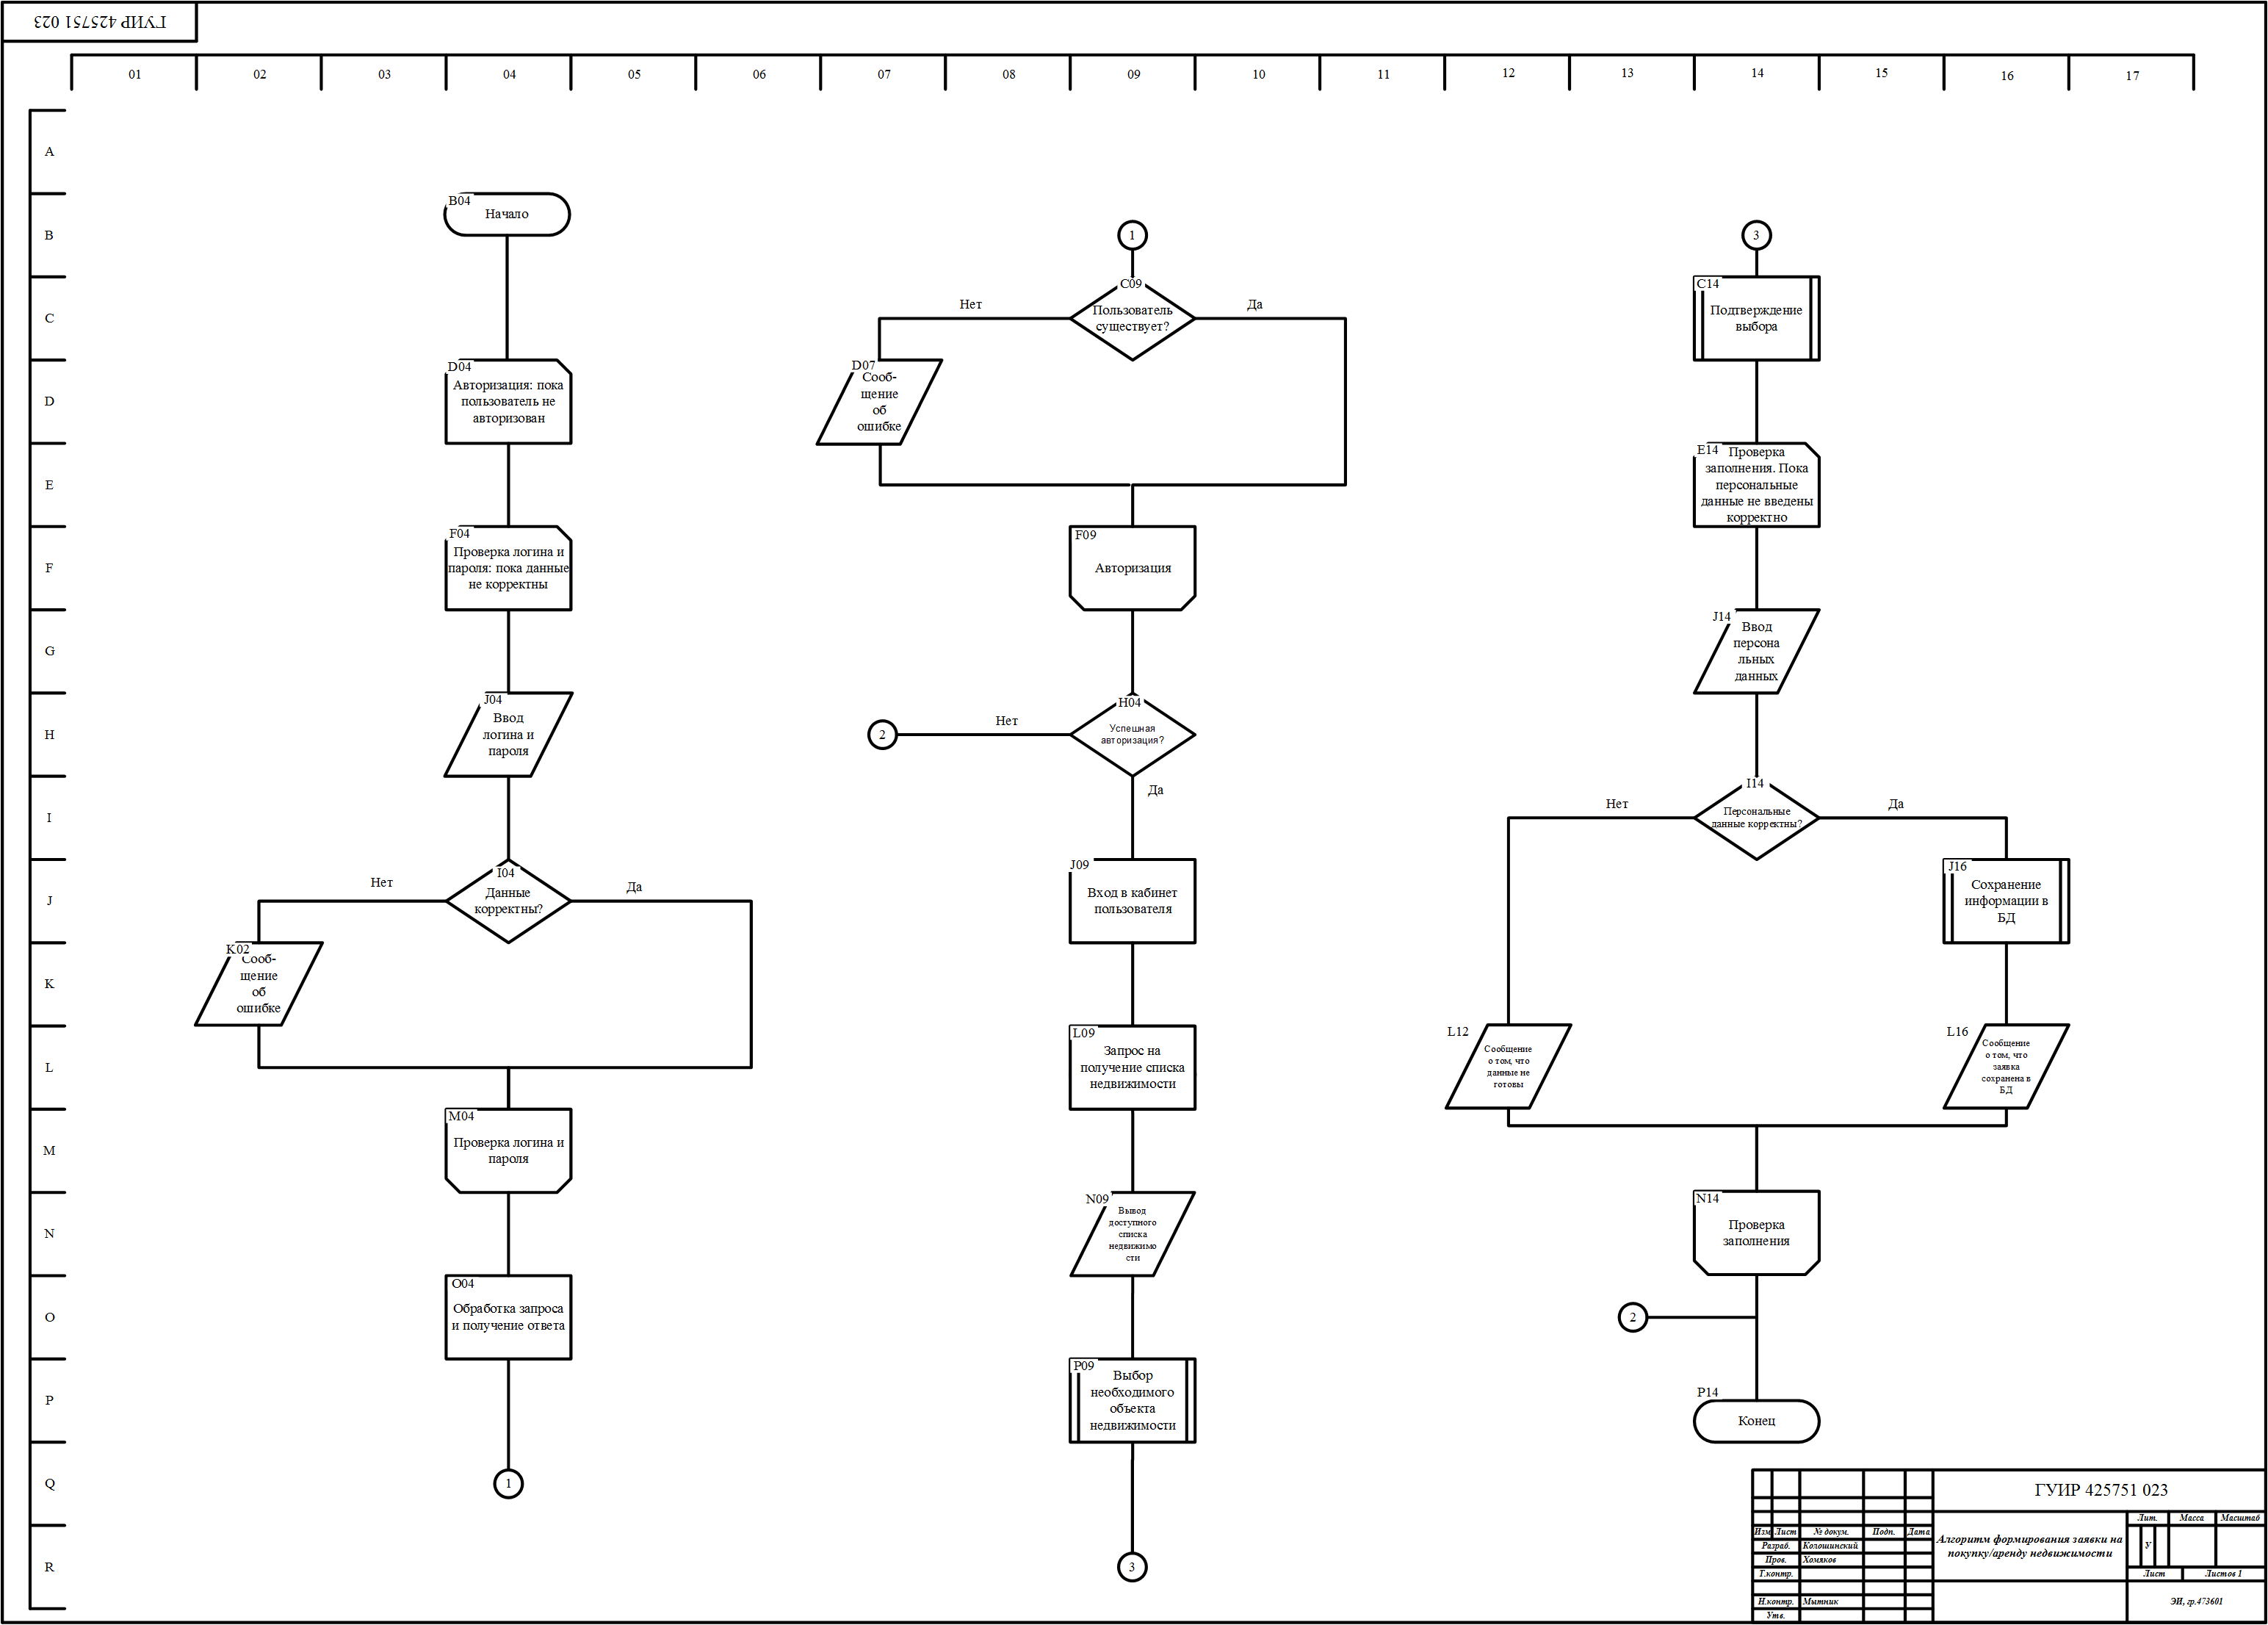 ГУИР 425751 023
01 02 03 04 05 06 07 08 09 10 11 12 13 14 15 16 17
A
B
C
D
E
F
G
H
I
J
K
L
M
N
O
P
Q
R
B04
Начало
D04
Авторизация: пока
пользователь не
авторизован
F04
Проверка логина и
пароля: пока данные
не корректны
J04
Ввод
логина и
пароля
I04
Данные
корректны?
Нет
Да
K02
Сооб-
щение
об
ошибке
M04
Проверка логина и
пароля
O04
Обработка запроса
и получение ответа
1
1
C09
Пользователь
существует?
Нет
Да
D07
Сооб-
щение
об
ошибке
F09
Авторизация
H04
Успешная
авторизация?
Нет
2
Да
J09
Вход в кабинет
пользователя
L09
Запрос на
получение списка
недвижимости
N09
Вывод
доступного
списка
недвижимо
сти
P09
Выбор
необходимого
объекта
недвижимости
3
3
C14
Подтверждение
выбора
E14
Проверка
заполнения. Пока
персональные
данные не введены
корректно
J14
Ввод
персона
льных
данных
I14
Персональные
данные корректны?
Нет
Да
J16
Сохранение
информации в
БД
L12
Сообщение
о том, что
данные не
готовы
L16
Сообщение
о том, что
заявка
сохранена в
БД
N14
Проверка
заполнения
2
P14
Конец
ГУИР 425751 023
Изм Лист № докум. Подп. Дата
Разраб. Колошинский
Пров. Хомяков
Т.контр.
Н.контр. Мытник
Утв.
Алгоритм формирования заявки на
покупку/аренду недвижимости
Лит. Масса Масштаб
У
Лист Листов 1
ЭИ, гр.473601